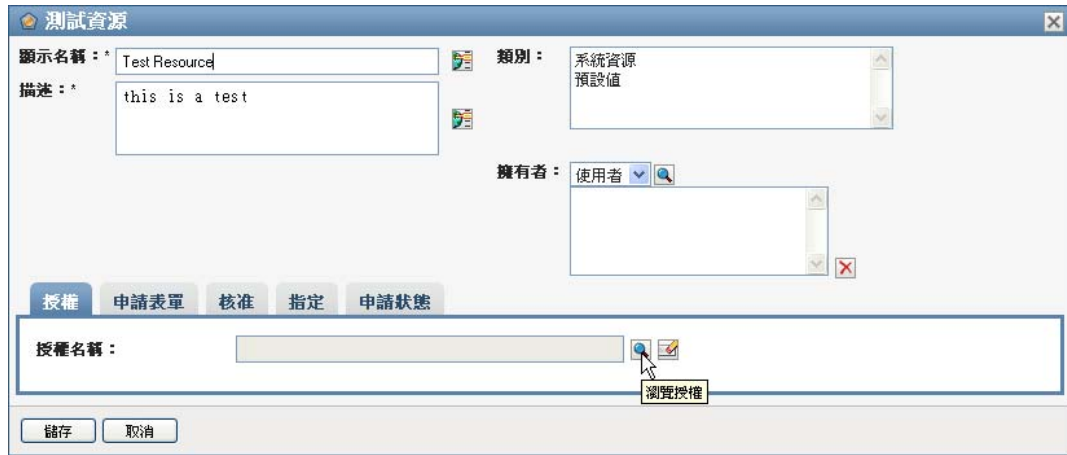 測試資源
顯示名稱：*
Test Resource
描述：*
this is a test
類別：
系統資源
預設值
擁有者：
使用者
授權
申請表單
核准
指定
申請狀態
授權名稱：
瀏覽授權
儲存
取消